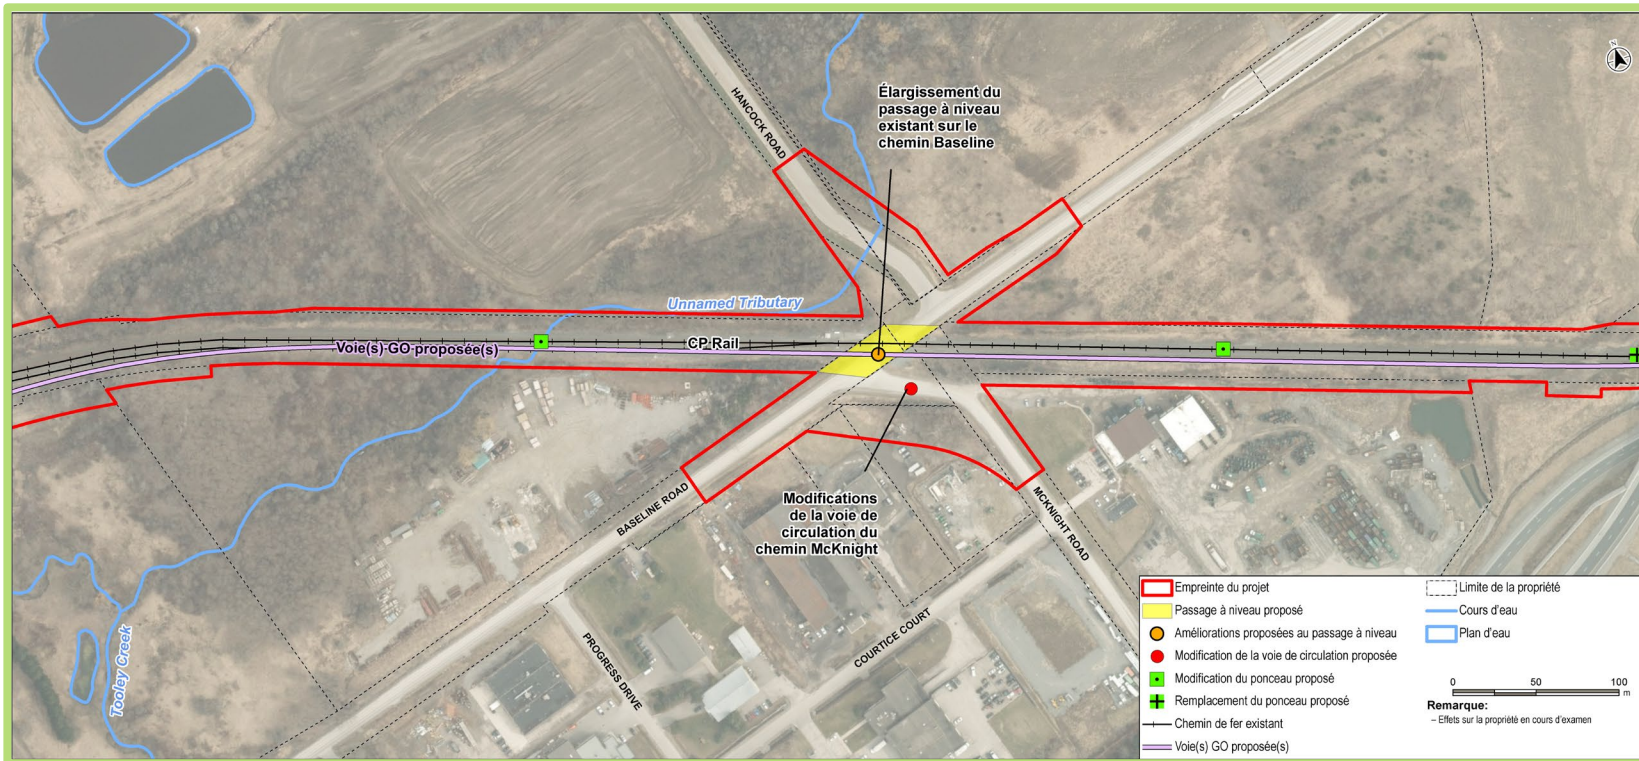 N
HANCOCK ROAD
Élargissement du
passage à niveau
existant sur le
chemin Baseline
Unnamed Tributary
CP Rail
Voie(s) GO proposée(s)
BASELINE ROAD
Modifications
de la voie de
circulation du
chemin McKnight
MCKNIGHT ROAD
COURTICE COURT
PROGRESS DRIVE
Tooley Creek
Empreinte du projet
Passage à niveau proposé
Améliorations proposées au passage à niveau
Modification de la voie de circulation proposée
Modification du ponceau proposé
Remplacement du ponceau proposé
Chemin de fer existant
Voie(s) GO proposée(s)
Limite de la propriété
Cours d'eau
Plan d'eau
0 50 100
m
Remarque:
– Effets sur la propriété en cours d'examen